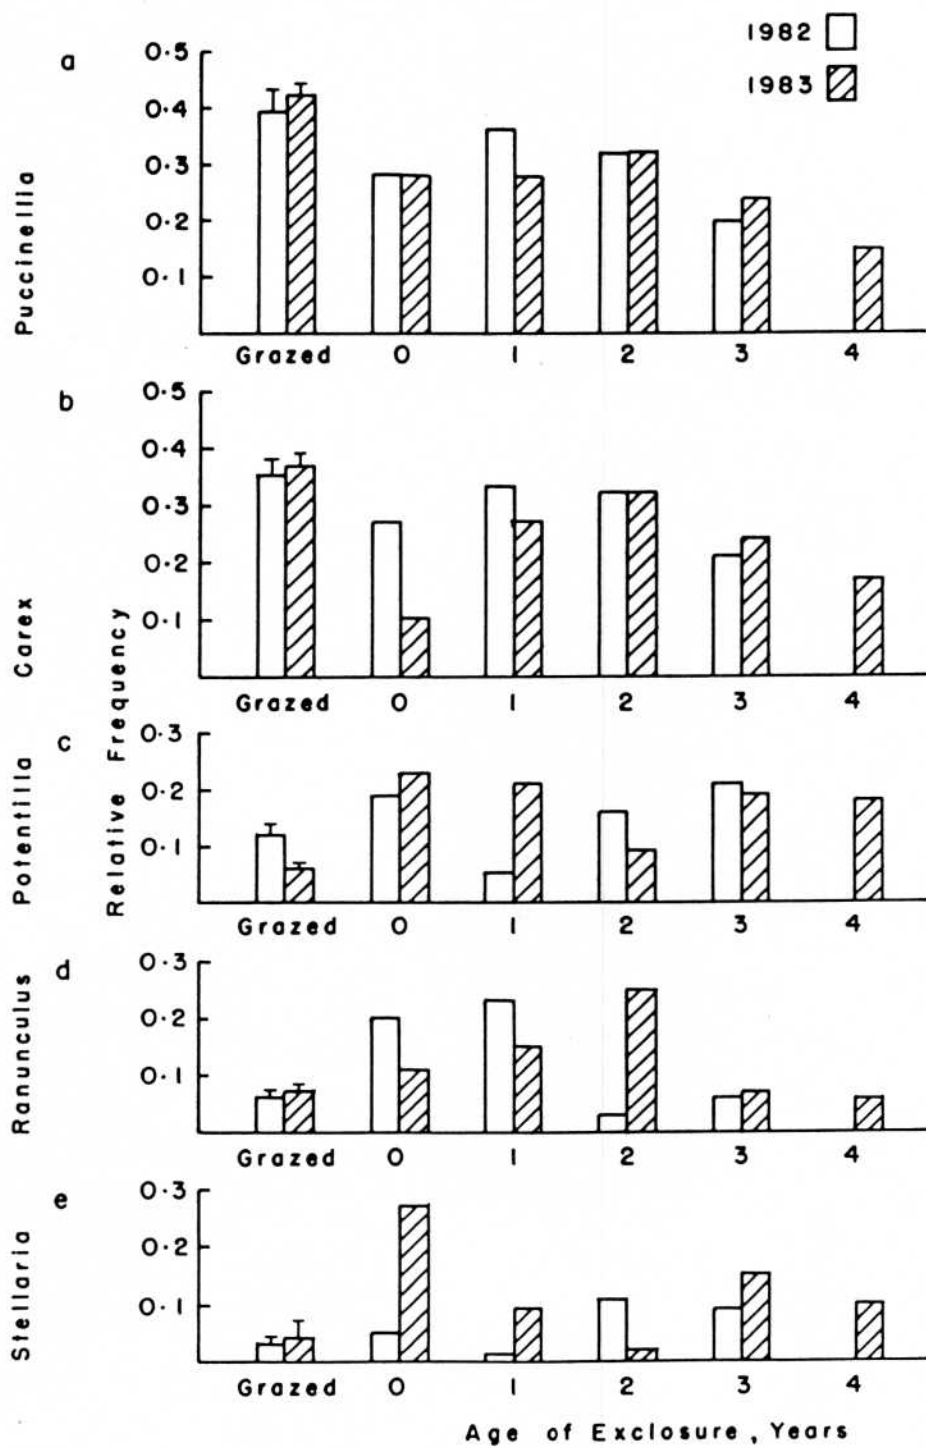 1982
1983
a
Puccinellia
0.5
0.4
0.3
0.2
0.1
Grazed 0 1 2 3 4
b
Carex
0.5
0.4
0.3
0.2
0.1
Grazed 0 1 2 3 4
Relative Frequency
c
Potentilla
0.3
0.2
0.1
Grazed 0 1 2 3 4
d
Ranunculus
0.3
0.2
0.1
Grazed 0 1 2 3 4
e
Stellaria
0.3
0.2
0.1
Grazed 0 1 2 3 4
Age of Exclosure, Years